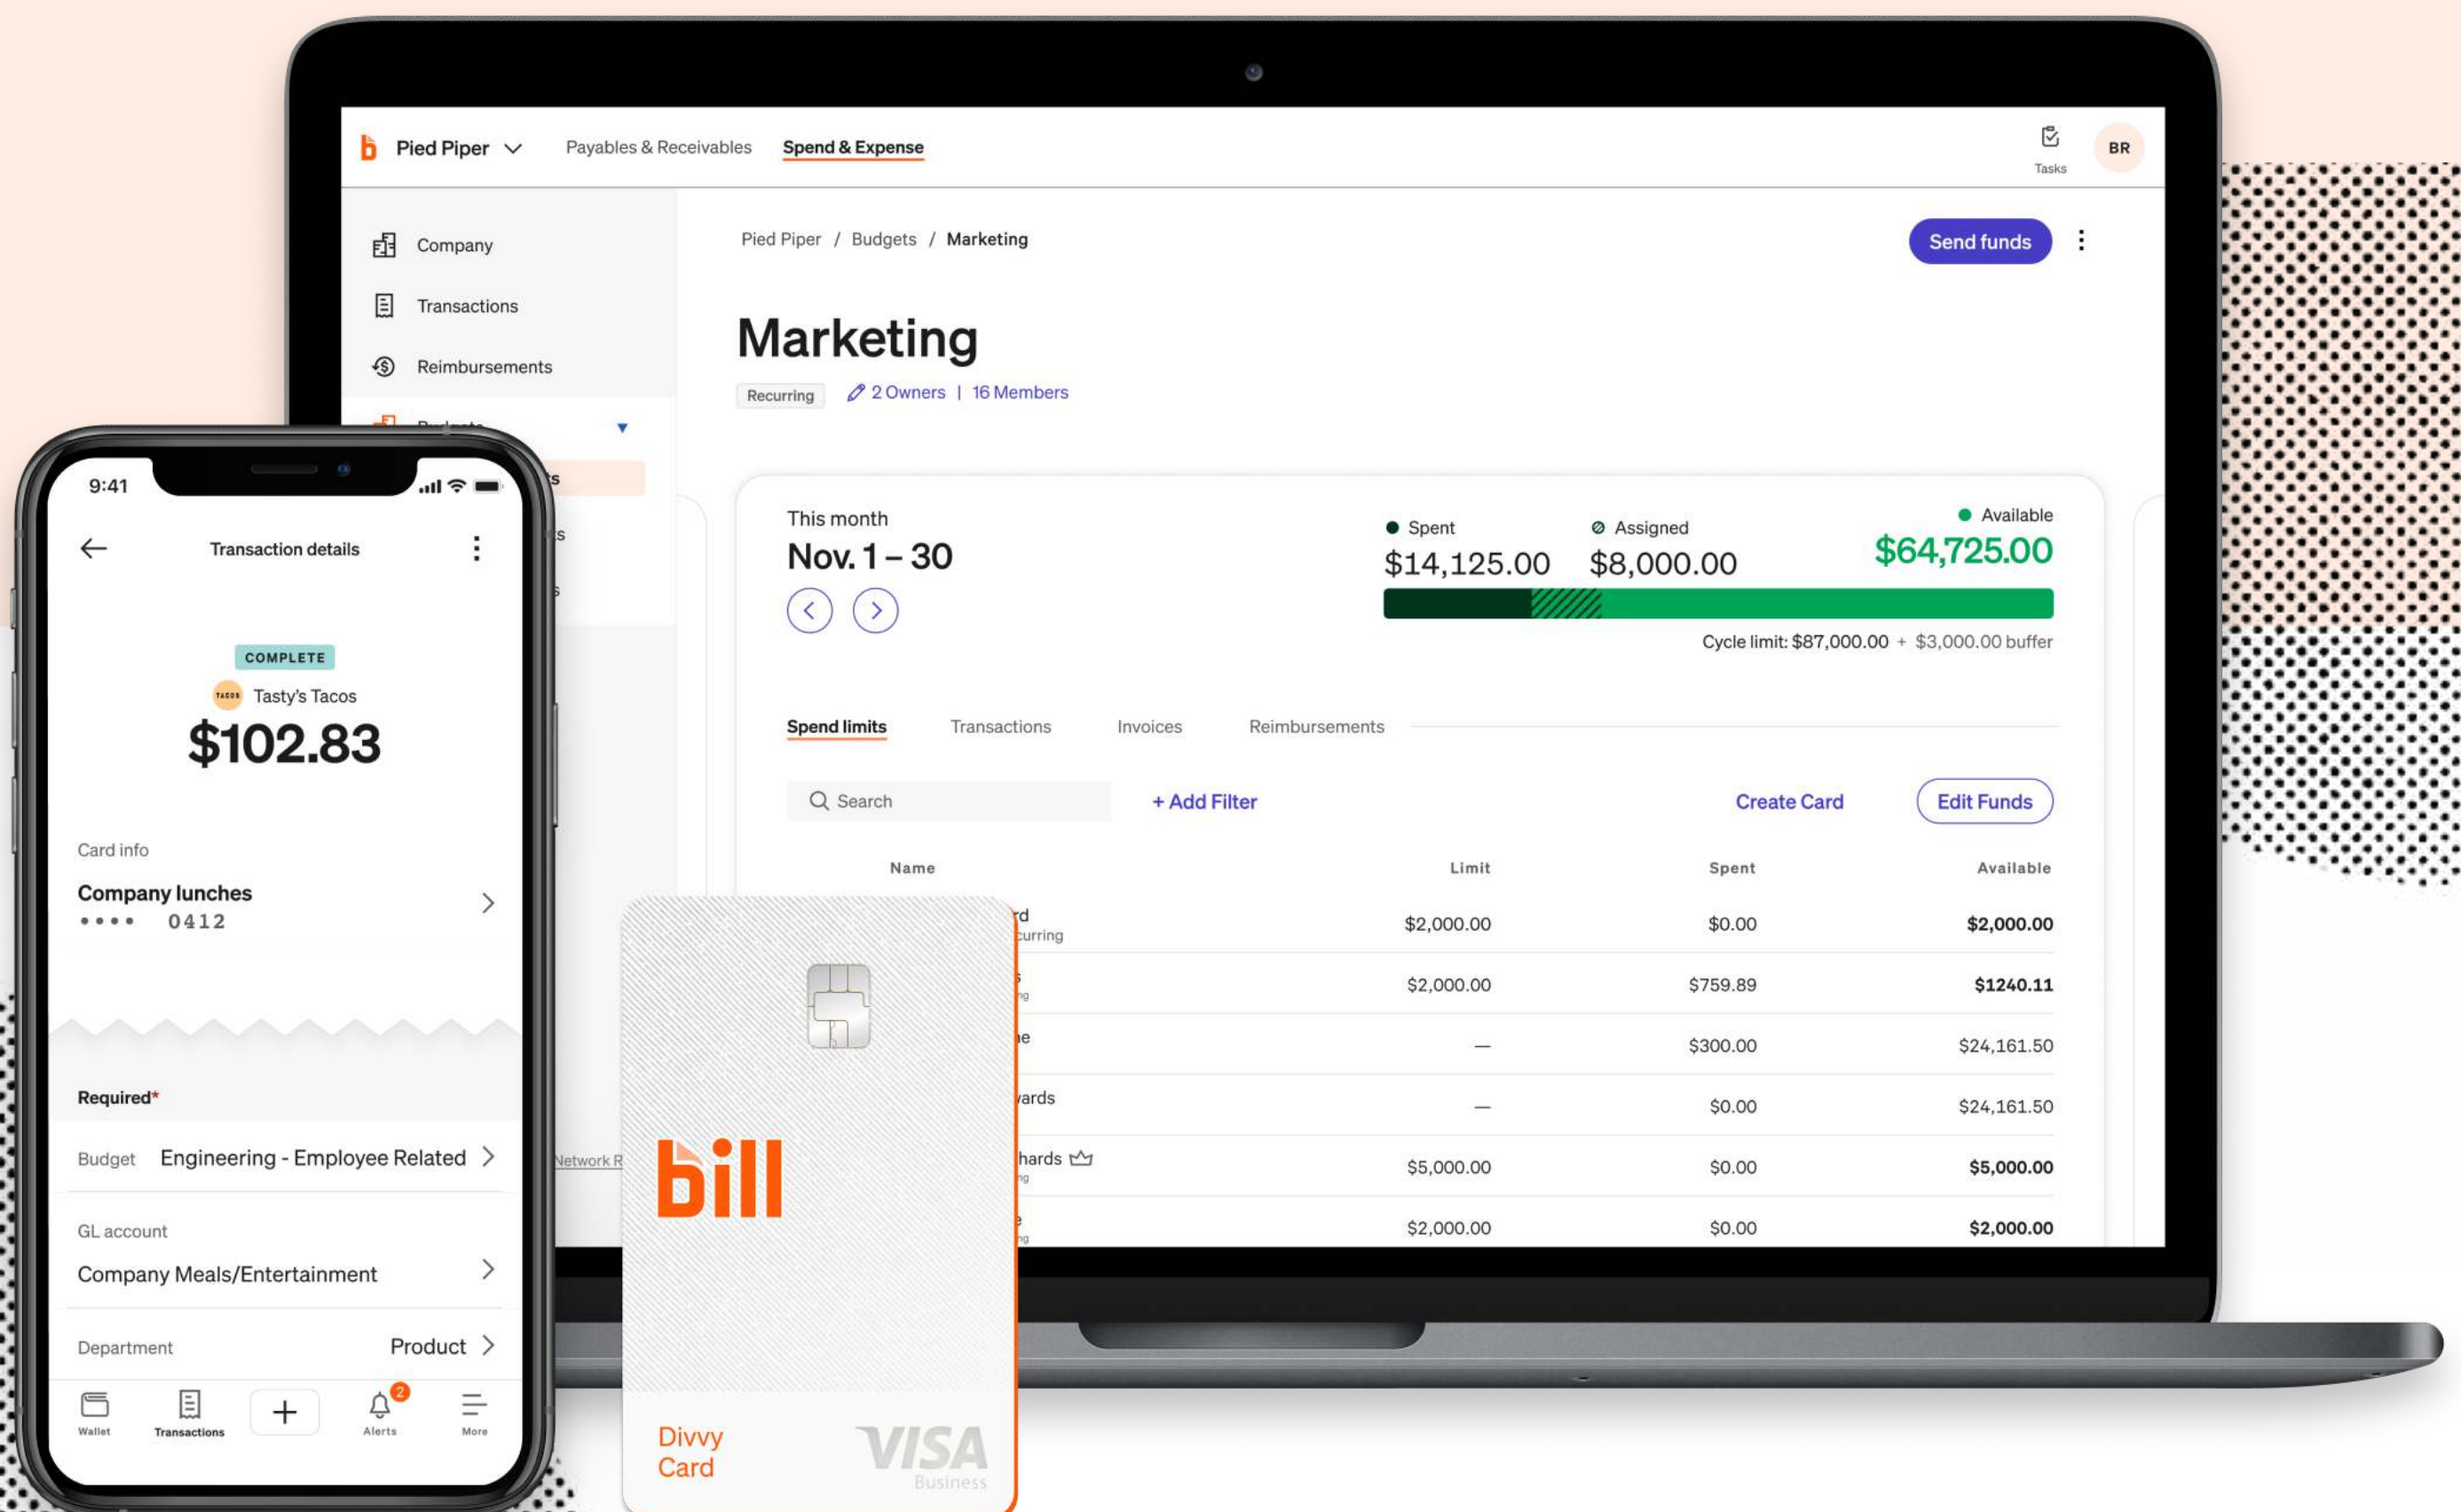 b Pied Piper Payables & Receivables Spend & Expense Tasks BR
Company
Transactions
Reimbursements
Pied Piper / Budgets / Marketing
Send funds
Marketing
Recurring 2 Owners | 16 Members
This month
Nov. 1 – 30
Spent
$14,125.00
Assigned
$8,000.00
Available
$64,725.00
Cycle limit: $87,000.00 + $3,000.00 buffer
Spend limits Transactions Invoices Reimbursements
Search + Add Filter Create Card Edit Funds
Name Limit Spent Available
$2,000.00 $0.00 $2,000.00
$2,000.00 $759.89 $1240.11
— $300.00 $24,161.50
— $0.00 $24,161.50
$5,000.00 $0.00 $5,000.00
$2,000.00 $0.00 $2,000.00
Network R
9:41
Transaction details
COMPLETE
TACOS Tasty's Tacos
$102.83
Card info
Company lunches
•••• 0412
Required*
Budget Engineering - Employee Related
GL account
Company Meals/Entertainment
Department Product
2
Wallet Transactions + Alerts More
bill
Divvy
Card
VISA
Business